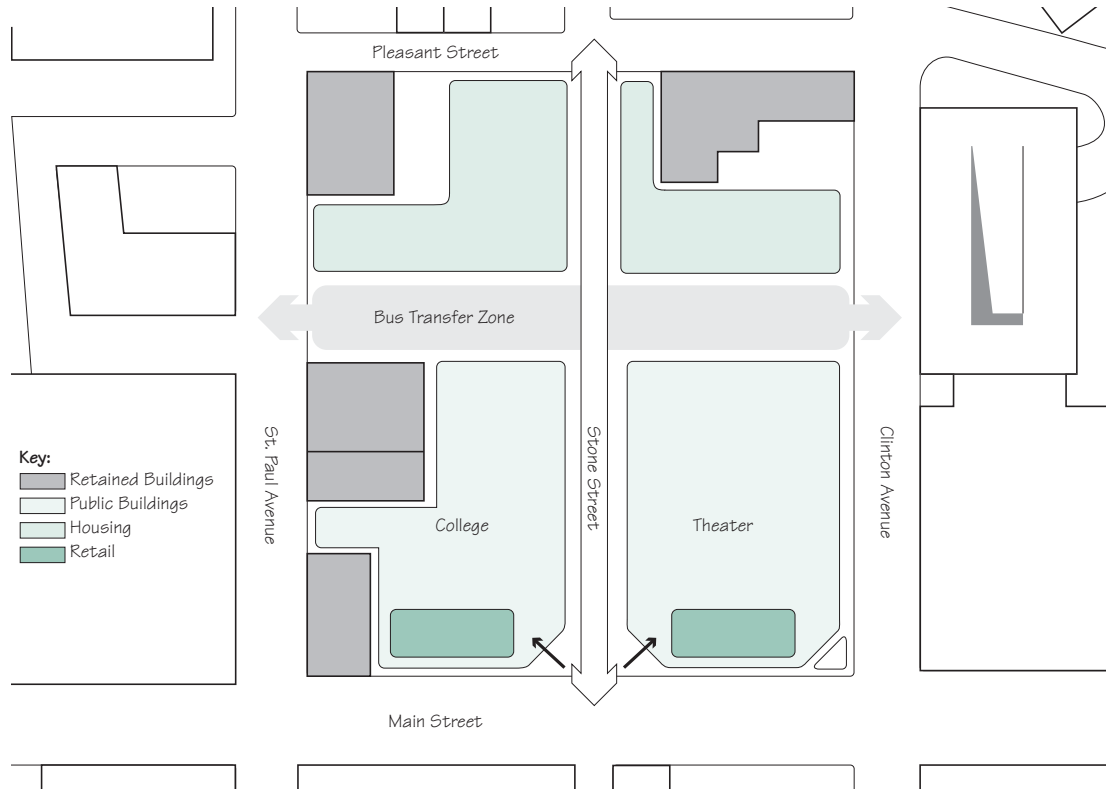 Pleasant Street
Bus Transfer Zone
St. Paul Avenue
Stone Street
Clinton Avenue
Key:
Retained Buildings
Public Buildings
Housing
Retail
College
Theater
Main Street